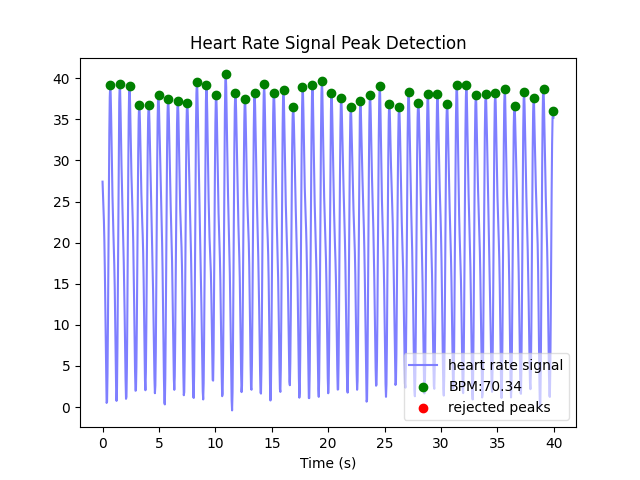 Heart Rate Signal Peak Detection
40
35
30
25
20
15
10
5
0
heart rate signal
BPM:70.34
rejected peaks
0 5 10 15 20 25 30 35 40
Time (s)